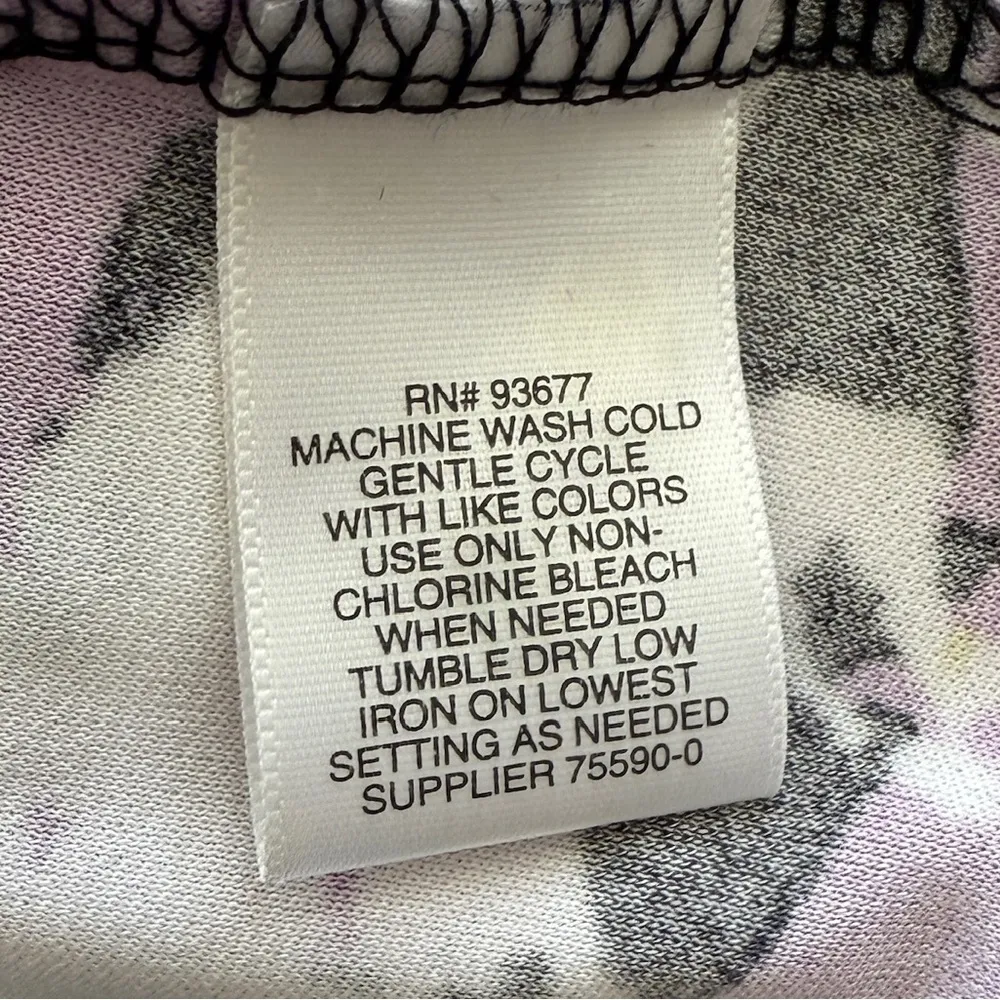 RN# 93677
MACHINE WASH COLD
GENTLE CYCLE
WITH LIKE COLORS
USE ONLY NON-
CHLORINE BLEACH
WHEN NEEDED
TUMBLE DRY LOW
IRON ON LOWEST
SETTING AS NEEDED
SUPPLIER 75590-0